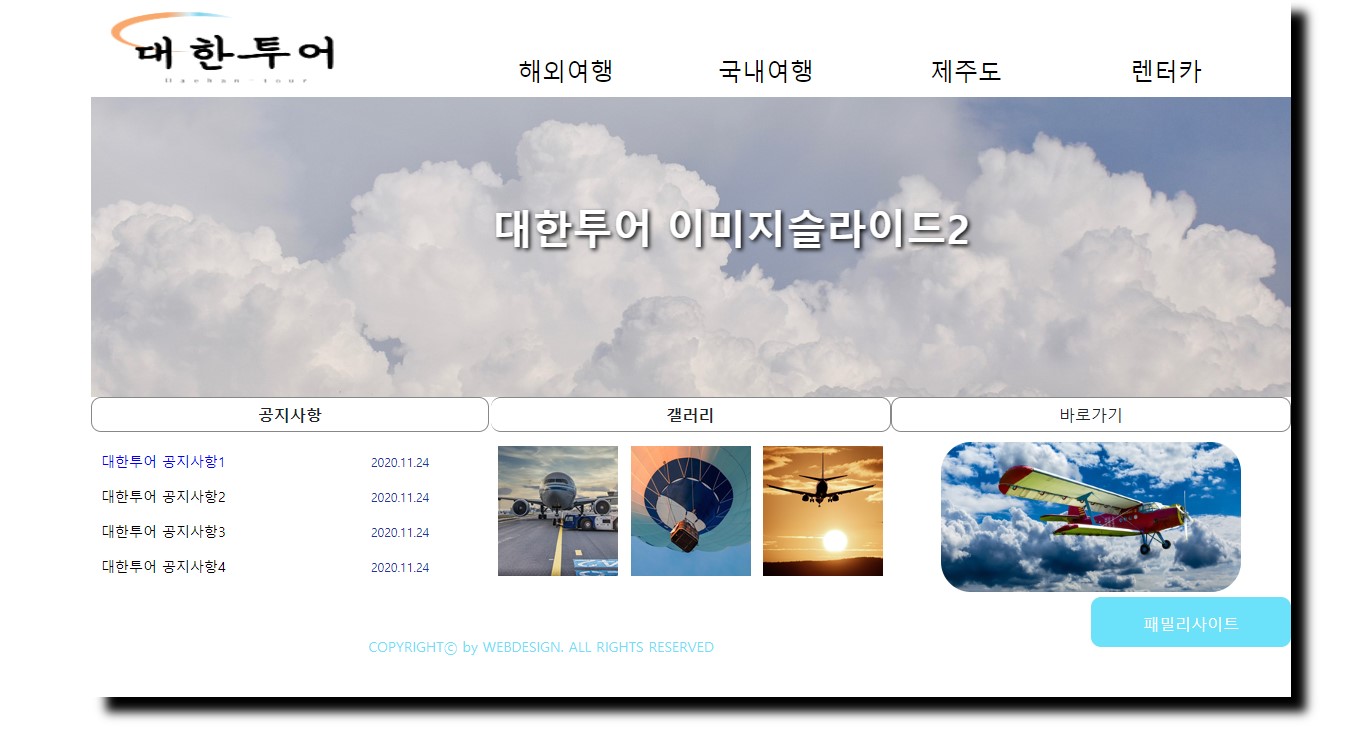 대한투어
Daehan-tour
해외여행 국내여행 제주도 렌터카
대한투어 이미지슬라이드2
공지사항 갤러리 바로가기
대한투어 공지사항1 2020.11.24
대한투어 공지사항2 2020.11.24
대한투어 공지사항3 2020.11.24
대한투어 공지사항4 2020.11.24
패밀리사이트
COPYRIGHTⓒ by WEBDESIGN. ALL RIGHTS RESERVED